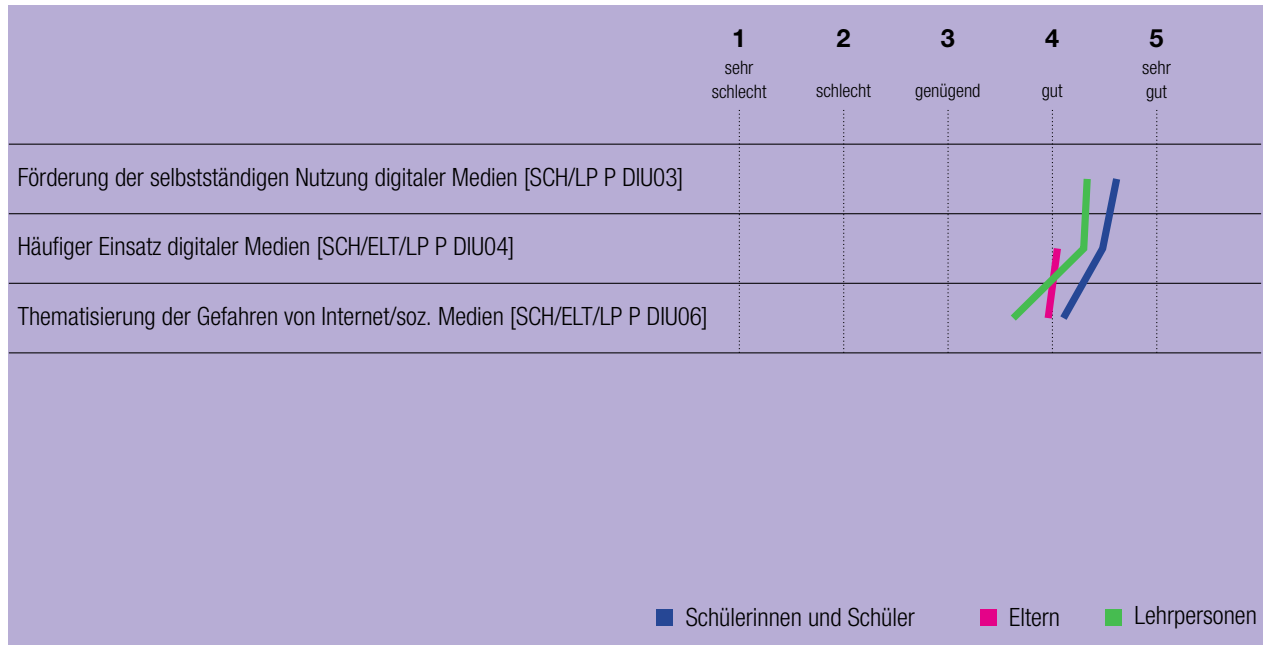 1 2 3 4 5
sehr schlecht schlecht genügend gut sehr gut
Förderung der selbstständigen Nutzung digitaler Medien [SCH/LP P DIU03]
Häufiger Einsatz digitaler Medien [SCH/ELT/LP P DIU04]
Thematisierung der Gefahren von Internet/soz. Medien [SCH/ELT/LP P DIU06]
Schülerinnen und Schüler Eltern Lehrpersonen